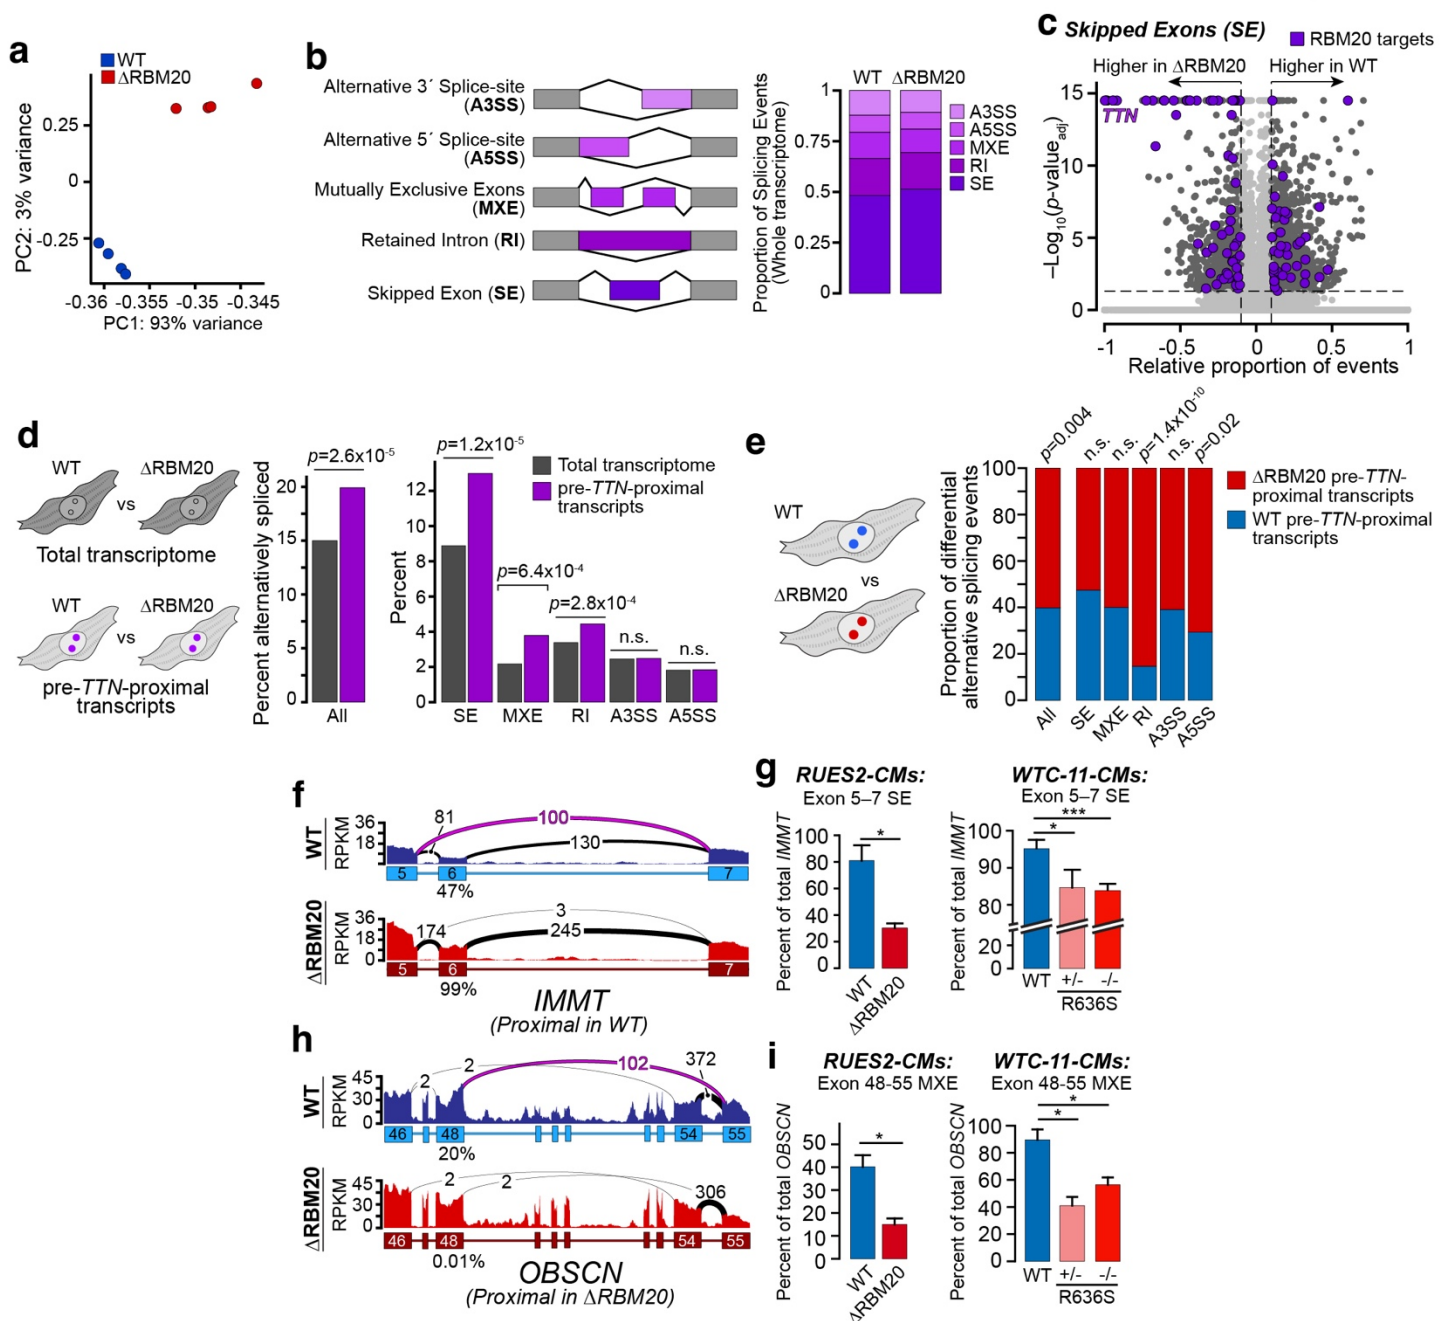 a
WT
ΔRBM20
PC2: 3% variance
0.25
0
-0.25
-0.36
-0.355
-0.35
-0.345
PC1: 93% variance
b
Alternative 3´ Splice-site
(A3SS)
Alternative 5´ Splice-site
(A5SS)
Mutually Exclusive Exons
(MXE)
Retained Intron (RI)
Skipped Exon (SE)
Proportion of Splicing Events
(Whole transcriptome)
WT ΔRBM20
1
0.75
0.5
0.25
0
A3SS
A5SS
MXE
RI
SE
c
Skipped Exons (SE)
RBM20 targets
Higher in ΔRBM20
Higher in WT
–Log10(p-valueadj)
15
10
5
0
TTN
-1 -0.5 0 0.5 1
Relative proportion of events
d
WT
ΔRBM20
vs
Total transcriptome
WT
ΔRBM20
vs
pre-TTN-proximal
transcripts
Percent alternatively spliced
p=2.6x10-5
20
15
10
5
0
All
Percent
p=1.2x10-5
Total transcriptome
pre-TTN-proximal
transcripts
12
10
8
6
4
2
0
p=6.4x10-4
p=2.8x10-4
n.s.
n.s.
SE MXE RI A3SS A5SS
e
WT
vs
ΔRBM20
Proportion of differential
alternative splicing events
p=0.004
n.s.
n.s.
p=1.4x10-10
n.s.
p=0.02
100
80
60
40
20
0
All
SE
MXE
RI
A3SS
A5SS
ΔRBM20 pre-TTN-
proximal transcripts
WT pre-TTN-proximal
transcripts
f
WT
RPKM
36
18
0
81
100
130
5 6 7
47%
ΔRBM20
RPKM
36
18
0
174
3
245
5 6 7
99%
IMMT
(Proximal in WT)
g
RUES2-CMs:
Exon 5–7 SE
Percent of total IMMT
100
80
60
40
20
0
*
WT
ΔRBM20
WTC-11-CMs:
Exon 5–7 SE
Percent of total IMMT
100
90
80
20
0
***
*
WT +/- -/-
R636S
h
WT
RPKM
45
30
15
0
2
2
102
372
46 48 54 55
20%
ΔRBM20
RPKM
45
30
15
0
2
2
306
46 48 54 55
0.01%
OBSCN
(Proximal in ΔRBM20)
i
RUES2-CMs:
Exon 48-55 MXE
Percent of total OBSCN
50
40
30
20
10
0
*
WT
ΔRBM20
WTC-11-CMs:
Exon 48-55 MXE
Percent of total OBSCN
100
80
60
40
20
0
*
*
WT +/- -/-
R636S